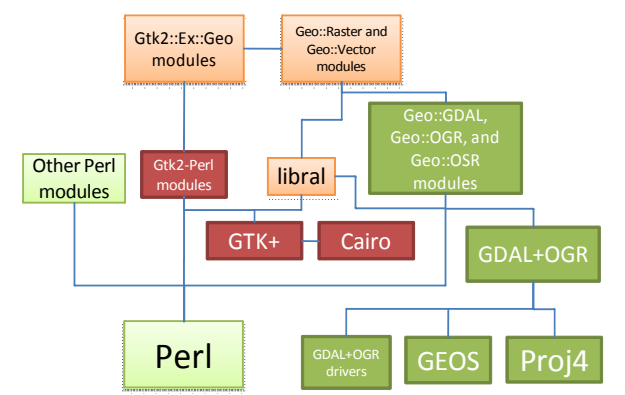 Gtk2::Ex::Geo
modules
Geo::Raster and
Geo::Vector
modules
Geo::GDAL,
Geo::OGR, and
Geo::OSR
modules
Other Perl
modules
Gtk2-Perl
modules
libral
GTK+
Cairo
GDAL+OGR
Perl
GDAL+OGR
drivers
GEOS
Proj4